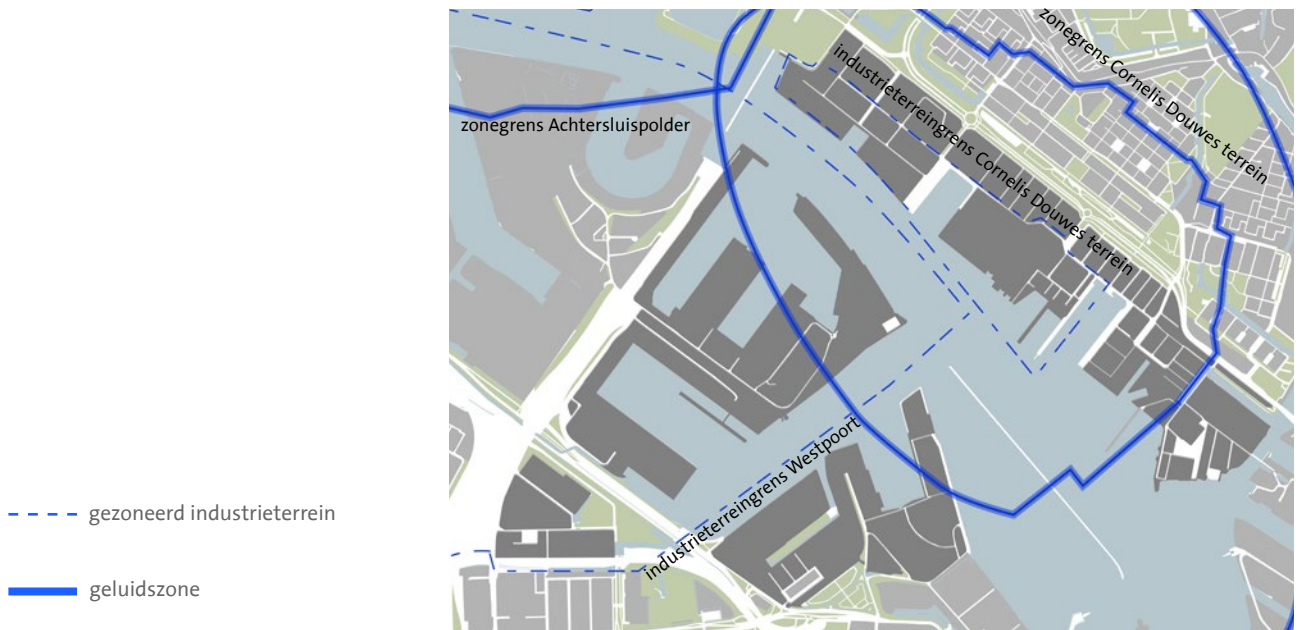 zonegrens Cornelis Douwes terrein
industrieterreingrens Cornelis Douwes terrein
zonegrens Achtersluispolder
industrieterreingrens Westpoort
gezoneerd industrieterrein
geluidszone